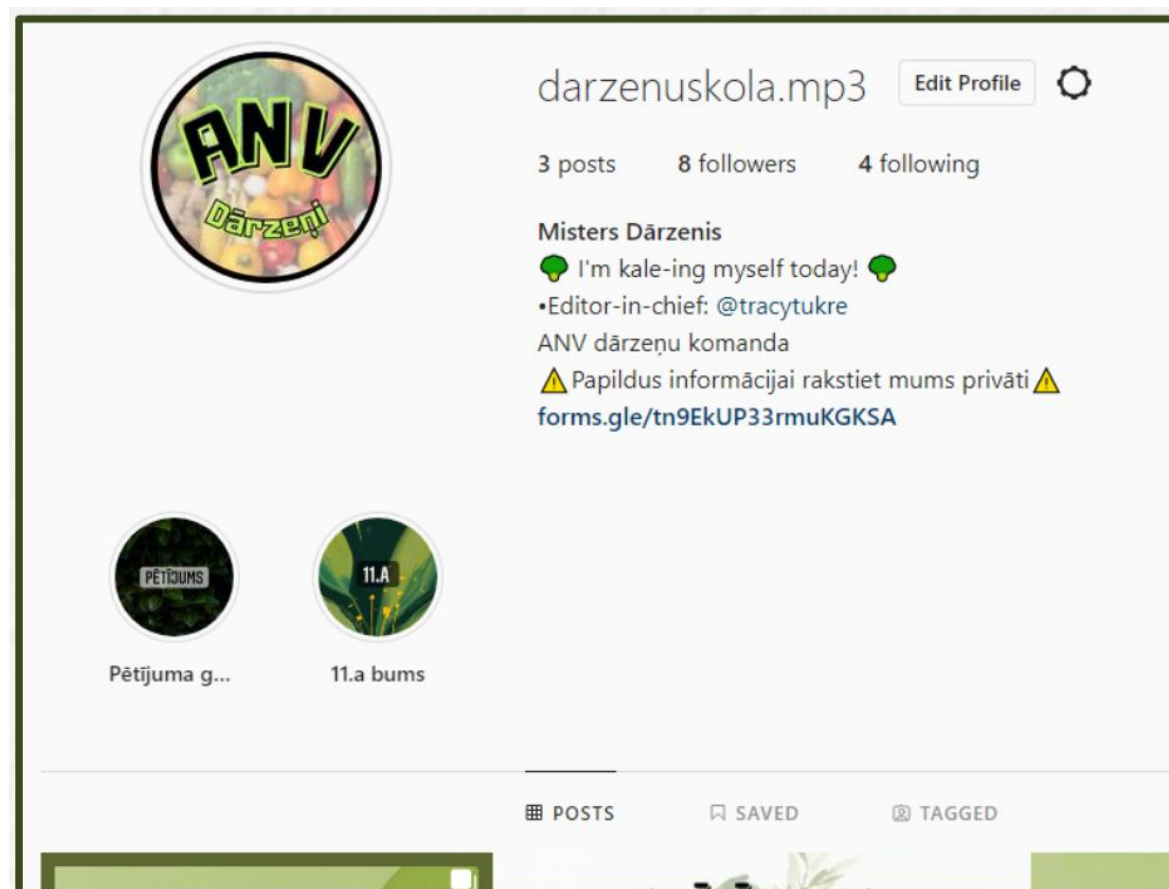 ANV
Dārzeņi
darzenuskola.mp3 Edit Profile
3 posts 8 followers 4 following
Misters Dārzenis
🥦 I'm kale-ing myself today! 🥦
•Editor-in-chief: @tracytukre
ANV dārzeņu komanda
⚠️Papildus informācijai rakstiet mums privāti⚠️
forms.gle/tn9EkUP33rmuKGKSA
PĒTĪJUMS
11.A
Pētījuma g...
11.a bums
POSTS SAVED TAGGED